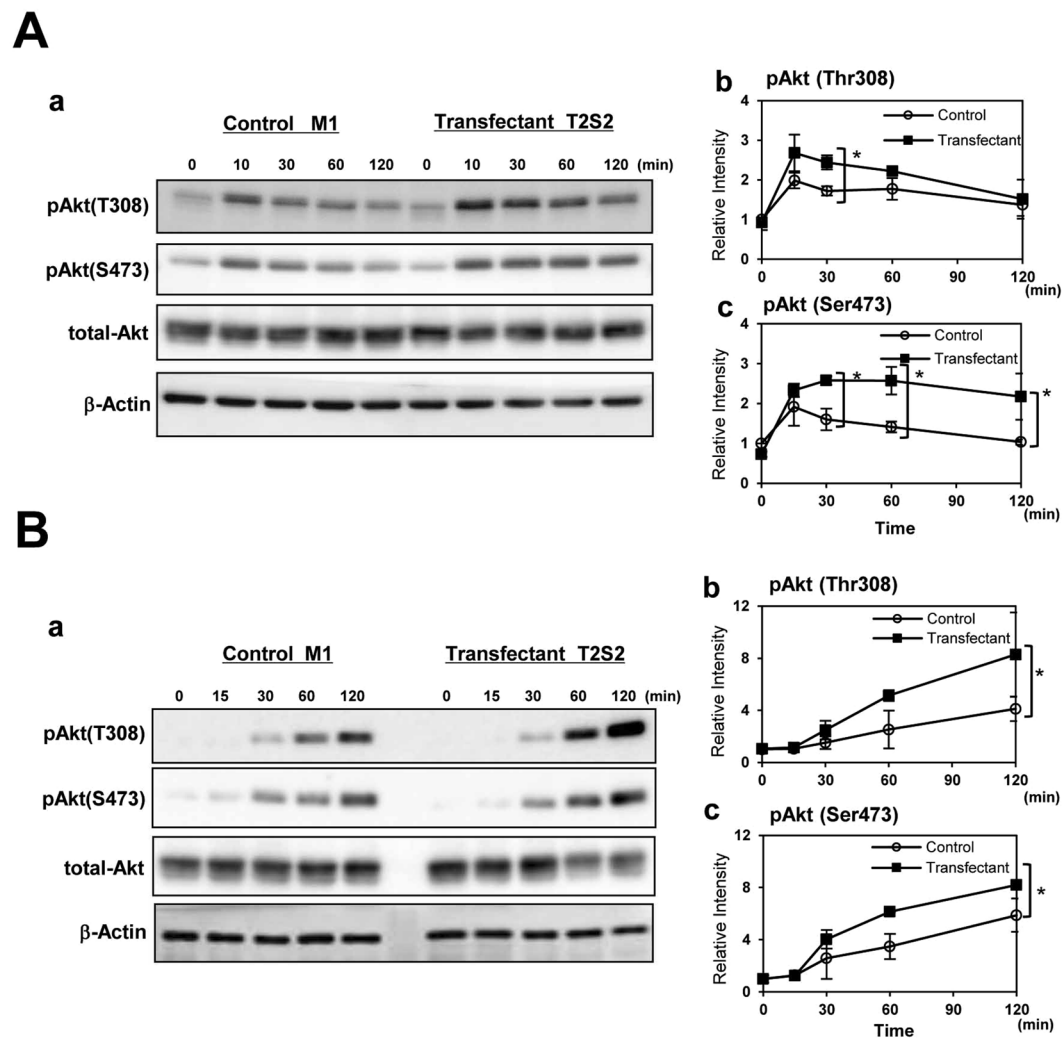 A
a
Control M1
Transfectant T2S2
0 10 30 60 120 0 10 30 60 120 (min)
pAkt(T308)
pAkt(S473)
total-Akt
β-Actin
b
pAkt (Thr308)
Control
Transfectant
*
Relative Intensity
4
3
2
1
0
0 30 60 90 120
(min)
c
pAkt (Ser473)
Control
Transfectant
*
*
*
Relative Intensity
4
3
2
1
0
0 30 60 90 120
(min)
Time
B
a
Control M1
Transfectant T2S2
0 15 30 60 120 0 15 30 60 120 (min)
pAkt(T308)
pAkt(S473)
total-Akt
β-Actin
b
pAkt (Thr308)
Control
Transfectant
*
Relative Intensity
12
8
4
0
0 30 60 90 120
(min)
c
pAkt (Ser473)
Control
Transfectant
*
Relative Intensity
12
8
4
0
0 30 60 90 120
(min)
Time